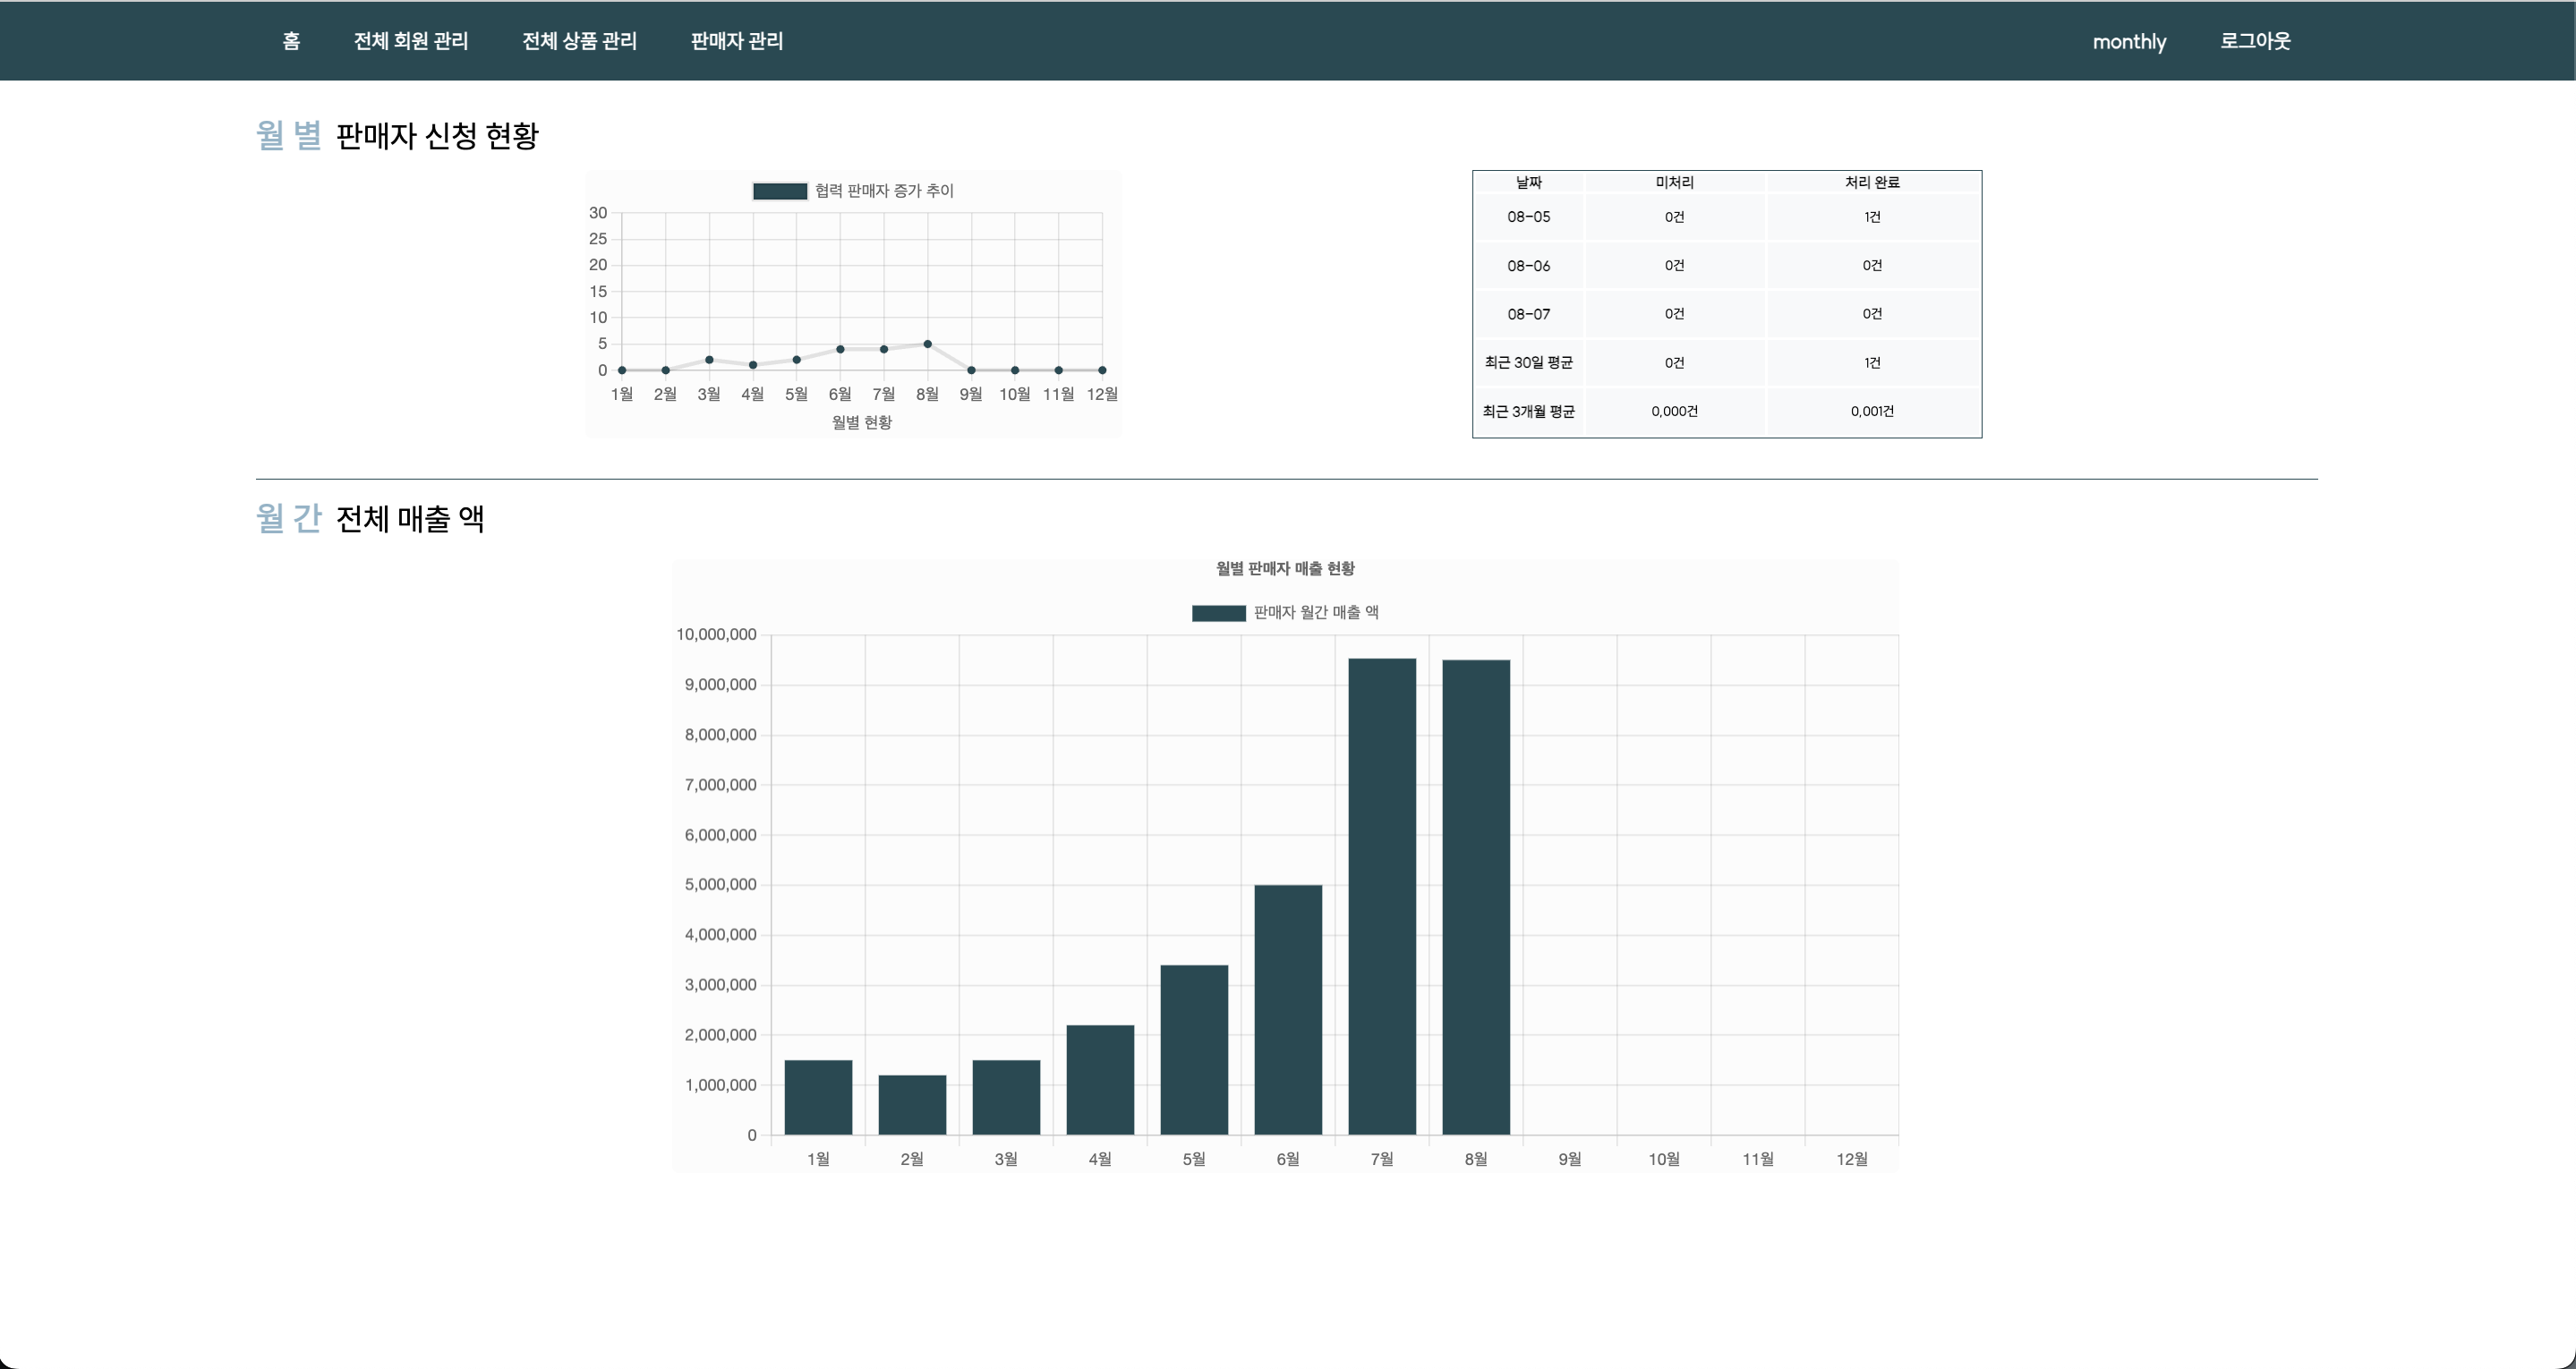 홈 전체 회원 관리 전체 상품 관리 판매자 관리 monthly 로그아웃
월 별 판매자 신청 현황
협력 판매자 증가 추이
30
25
20
15
10
5
0
1월 2월 3월 4월 5월 6월 7월 8월 9월 10월 11월 12월
월별 현황
날짜 미처리 처리 완료
08-05 0건 1건
08-06 0건 0건
08-07 0건 0건
최근 30일 평균 0건 1건
최근 3개월 평균 0,000건 0,001건
월 간 전체 매출 액
월별 판매자 매출 현황
판매자 월간 매출 액
10,000,000
9,000,000
8,000,000
7,000,000
6,000,000
5,000,000
4,000,000
3,000,000
2,000,000
1,000,000
0
1월 2월 3월 4월 5월 6월 7월 8월 9월 10월 11월 12월